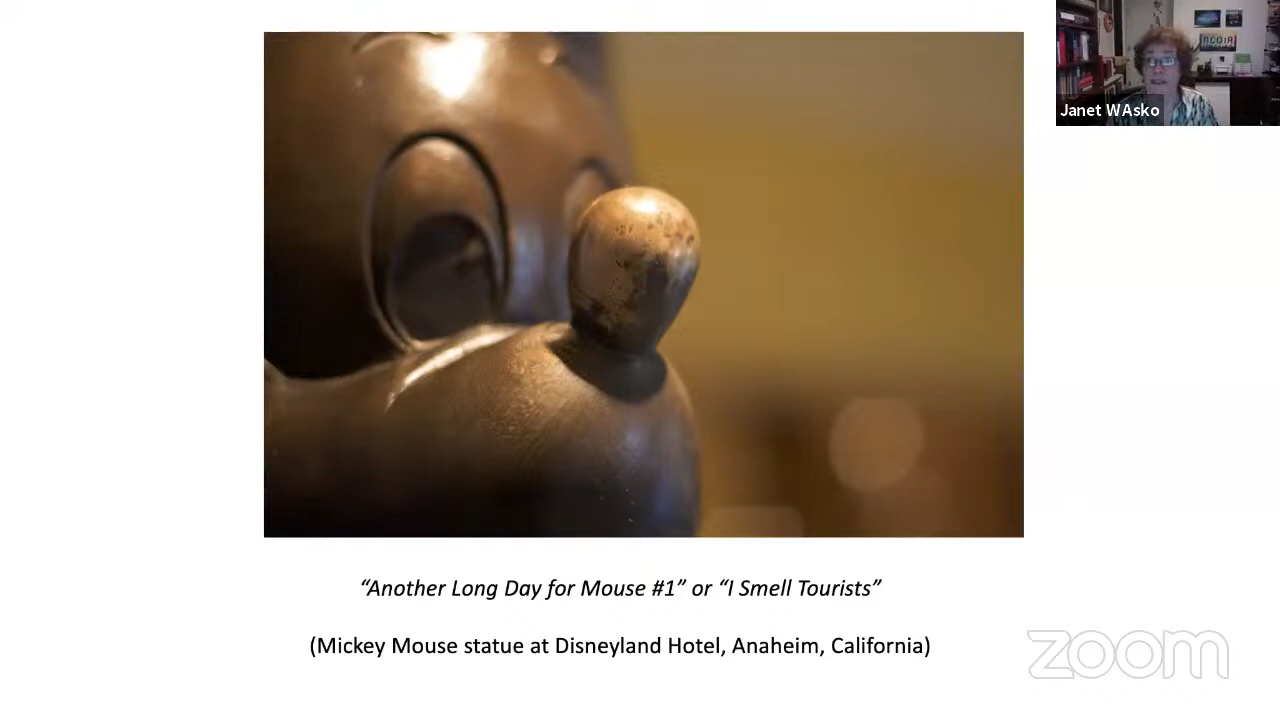 Janet WAsko
“Another Long Day for Mouse #1” or “I Smell Tourists”
(Mickey Mouse statue at Disneyland Hotel, Anaheim, California)
zoom